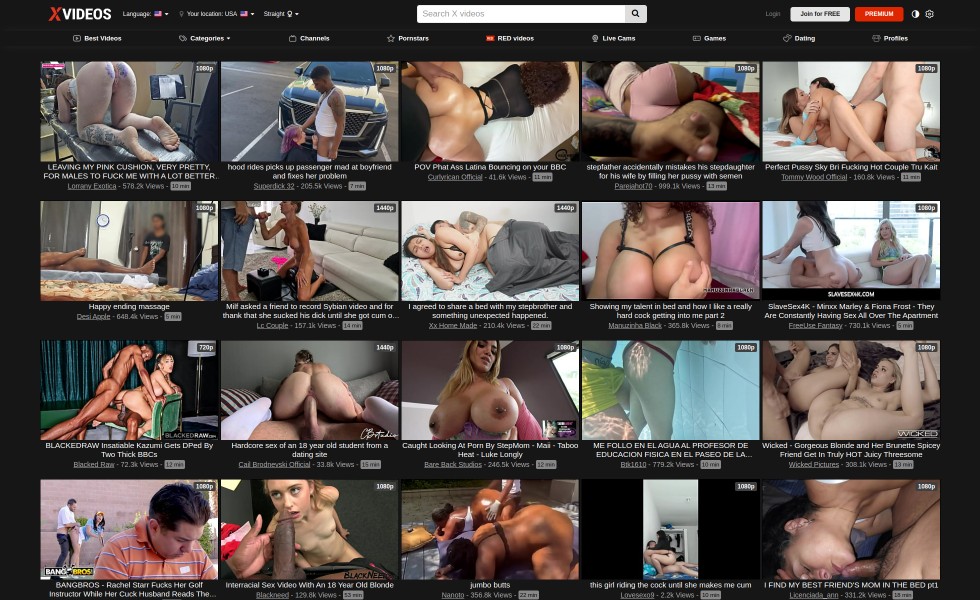 XVIDEOS
Language:
Your location: USA
Straight
Search X videos
Login
Join for FREE
PREMIUM
Best Videos
Categories
Channels
Pornstars
RED videos
Live Cams
Games
Dating
Profiles
1080p
1080p
1080p
1080p
LEAVING MY PINK CUSHION, VERY PRETTY,
FOR MALES TO FUCK ME WITH A LOT BETTER...
Lorrany Exotica - 578.2k Views - 10 min
hood rides picks up passenger mad at boyfriend
and fixes her problem
Superdick 32 - 205.5k Views - 7 min
POV Phat Ass Latina Bouncing on your BBC
Curlyrican Official - 41.6k Views - 11 min
stepfather accidentally mistakes his stepdaughter
for his wife by filling her pussy with semen
Parejahot70 - 999.1k Views - 13 min
Perfect Pussy Sky Bri Fucking Hot Couple Tru Kait
Tommy Wood Official - 160.8k Views - 11 min
1080p
1440p
1440p
SLAVESEX4K.COM
1080p
Happy ending massage
Desi Apple - 648.4k Views - 5 min
Milf asked a friend to record Sybian video and for
thank that she sucked his dick until she got cum o...
Lc Couple - 157.1k Views - 14 min
I agreed to share a bed with my stepbrother and
something unexpected happened.
Xx Home Made - 210.4k Views - 22 min
Showing my talent in bed and how I like a really
hard cock getting into me part 2
Manuzinha Black - 365.8k Views - 8 min
SlaveSex4K - Minxx Marley & Fiona Frost - They
Are Constantly Having Sex All Over The Apartment
FreeUse Fantasy - 730.1k Views - 5 min
720p
BLACKEDRAW.COM
1440p
1080p
1080p
1080p
WICKED
BLACKEDRAW Insatiable Kazumi Gets DPed By
Two Thick BBCs
Blacked Raw - 72.3k Views - 12 min
Hardcore sex of an 18 year old student from a
dating site
Cail Brodnevski Official - 33.8k Views - 15 min
Caught Looking At Porn By StepMom - Maii - Taboo
Heat - Luke Longly
Bare Back Studios - 246.5k Views - 12 min
ME FOLLO EN EL AGUA AL PROFESOR DE
EDUCACION FISICA EN EL PASEO DE LA...
Btk1610 - 779.2k Views - 10 min
Wicked - Gorgeous Blonde and Her Brunette Spicey
Friend Get In Truly HOT Juicy Threesome
Wicked Pictures - 308.1k Views - 13 min
1080p
BANG BROS!
1080p
1080p
1080p
BANGBROS - Rachel Starr Fucks Her Golf
Instructor While Her Cuck Husband Reads The...
Interracial Sex Video With An 18 Year Old Blonde
Blackneed - 129.8k Views - 53 min
jumbo butts
Nanoto - 356.8k Views - 22 min
this girl riding the cock until she makes me cum
Lovesexo9 - 2.2k Views - 10 min
I FIND MY BEST FRIEND'S MOM IN THE BED pt1
Licenciada_ann - 331.2k Views - 18 min